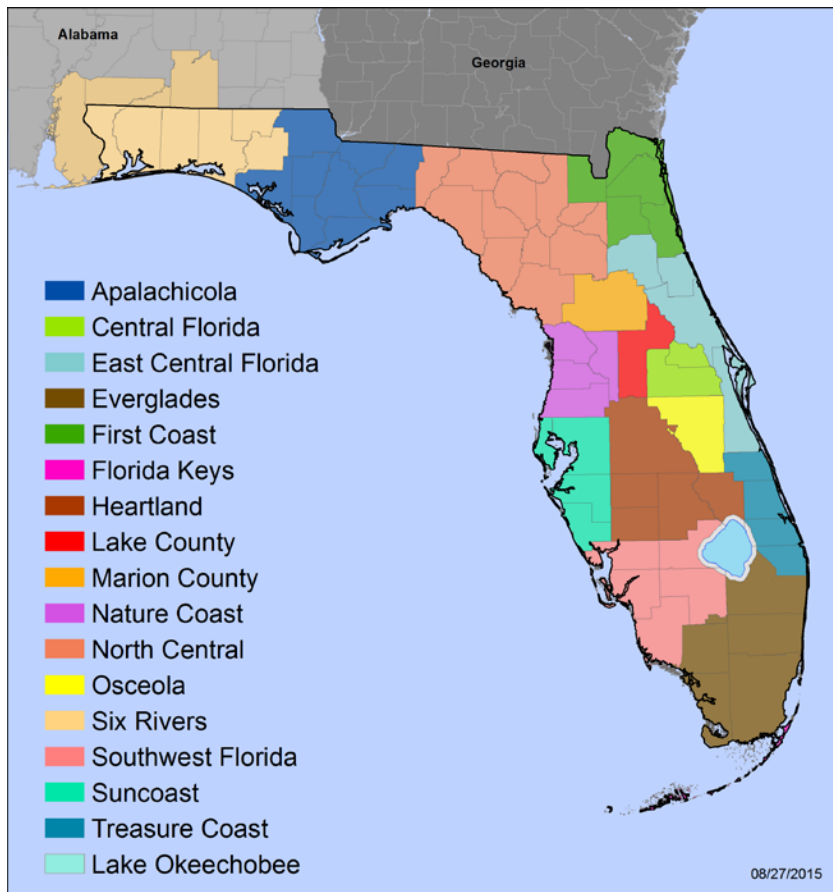 Alabama
Georgia
Apalachicola
Central Florida
East Central Florida
Everglades
First Coast
Florida Keys
Heartland
Lake County
Marion County
Nature Coast
North Central
Osceola
Six Rivers
Southwest Florida
Suncoast
Treasure Coast
Lake Okeechobee
08/27/2015